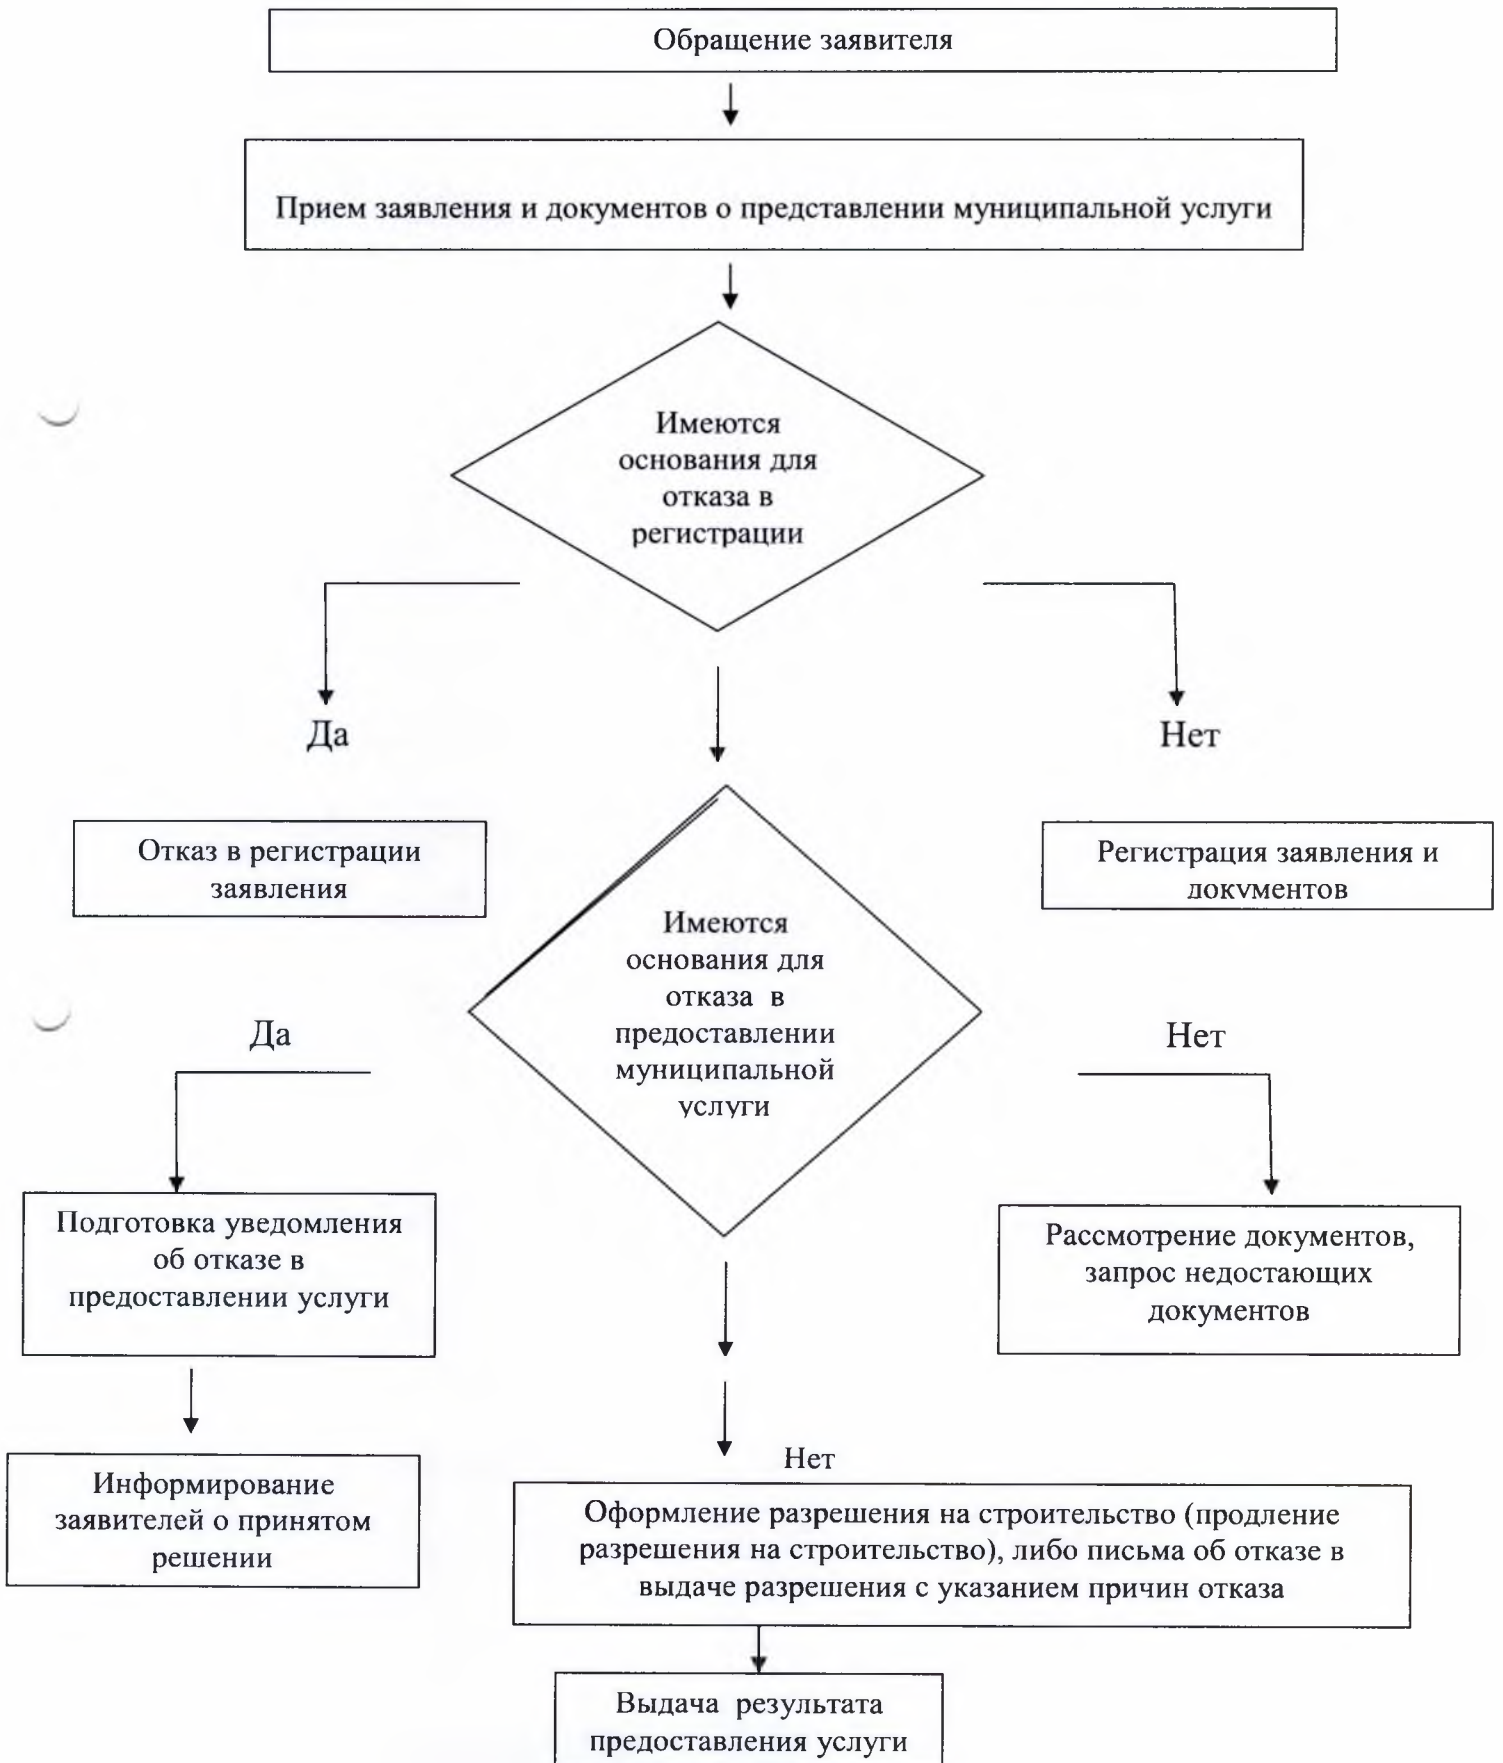 Обращение заявителя
Прием заявления и документов о представлении муниципальной услуги
Имеются
основания для
отказа в
регистрации
Да
Нет
Отказ в регистрации
заявления
Регистрация заявления и
документов
Имеются
основания для
отказа в
предоставлении
муниципальной
услуги
Да
Нет
Подготовка уведомления
об отказе в
предоставлении услуги
Рассмотрение документов,
запрос недостающих
документов
Информирование
заявителей о принятом
решении
Нет
Оформление разрешения на строительство (продление
разрешения на строительство), либо письма об отказе в
выдаче разрешения с указанием причин отказа
Выдача результата
предоставления услуги